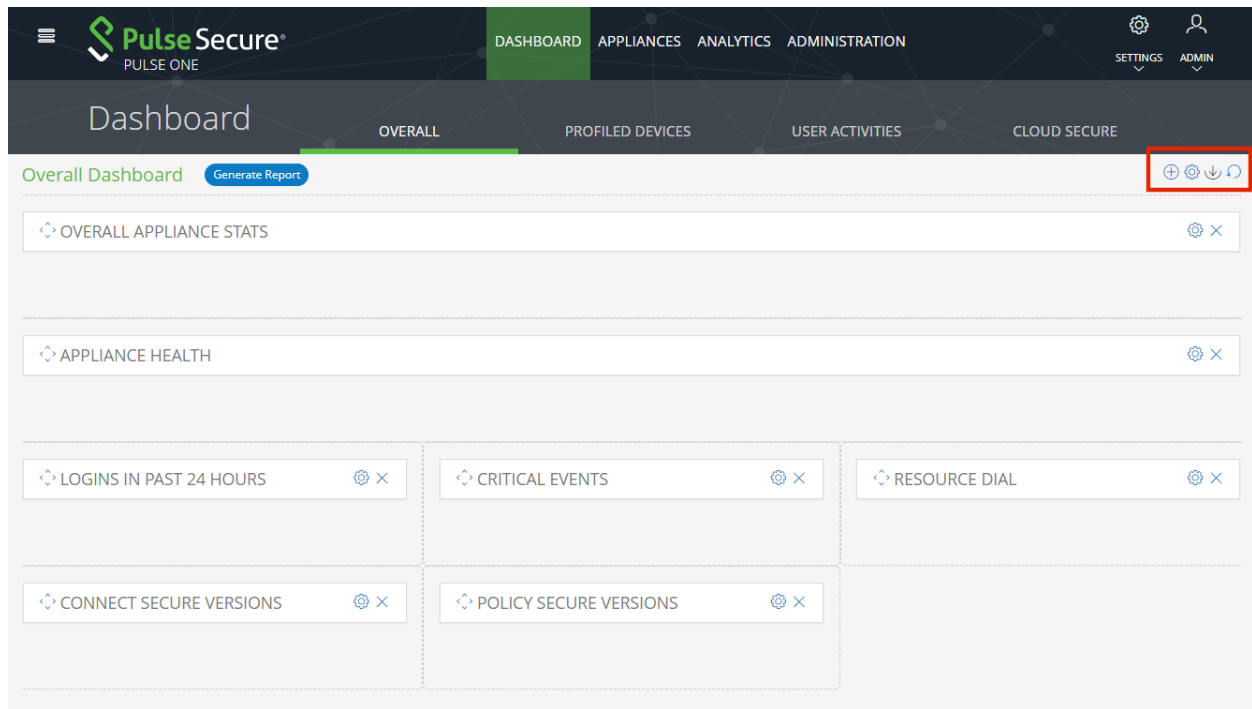 Pulse Secure®
PULSE ONE
DASHBOARD APPLIANCES ANALYTICS ADMINISTRATION
SETTINGS ADMIN
Dashboard OVERALL PROFILED DEVICES USER ACTIVITIES CLOUD SECURE
Overall Dashboard Generate Report
OVERALL APPLIANCE STATS
APPLIANCE HEALTH
LOGINS IN PAST 24 HOURS CRITICAL EVENTS RESOURCE DIAL
CONNECT SECURE VERSIONS POLICY SECURE VERSIONS